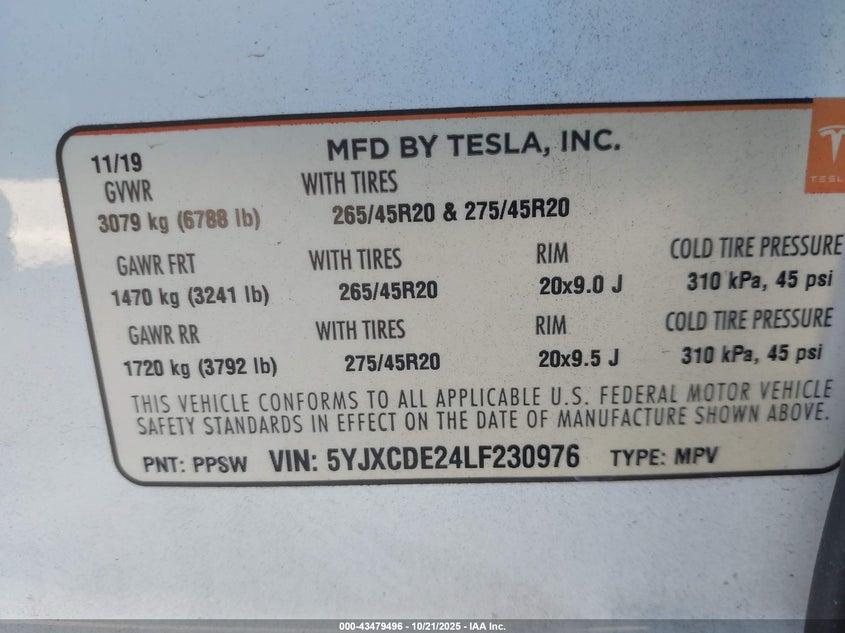 11/19 MFD BY TESLA, INC.
TESLA
GVWR WITH TIRES
3079 kg (6788 lb) 265/45R20 & 275/45R20
GAWR FRT WITH TIRES RIM COLD TIRE PRESSURE
1470 kg (3241 lb) 265/45R20 20x9.0 J 310 kPa, 45 psi
GAWR RR WITH TIRES RIM COLD TIRE PRESSURE
1720 kg (3792 lb) 275/45R20 20x9.5 J 310 kPa, 45 psi
THIS VEHICLE CONFORMS TO ALL APPLICABLE U.S. FEDERAL MOTOR VEHICLE
SAFETY STANDARDS IN EFFECT ON THE DATE OF MANUFACTURE SHOWN ABOVE.
PNT: PPSW VIN: 5YJXCDE24LF230976 TYPE: MPV
000-43479496 - 10/21/2025 - IAA Inc.